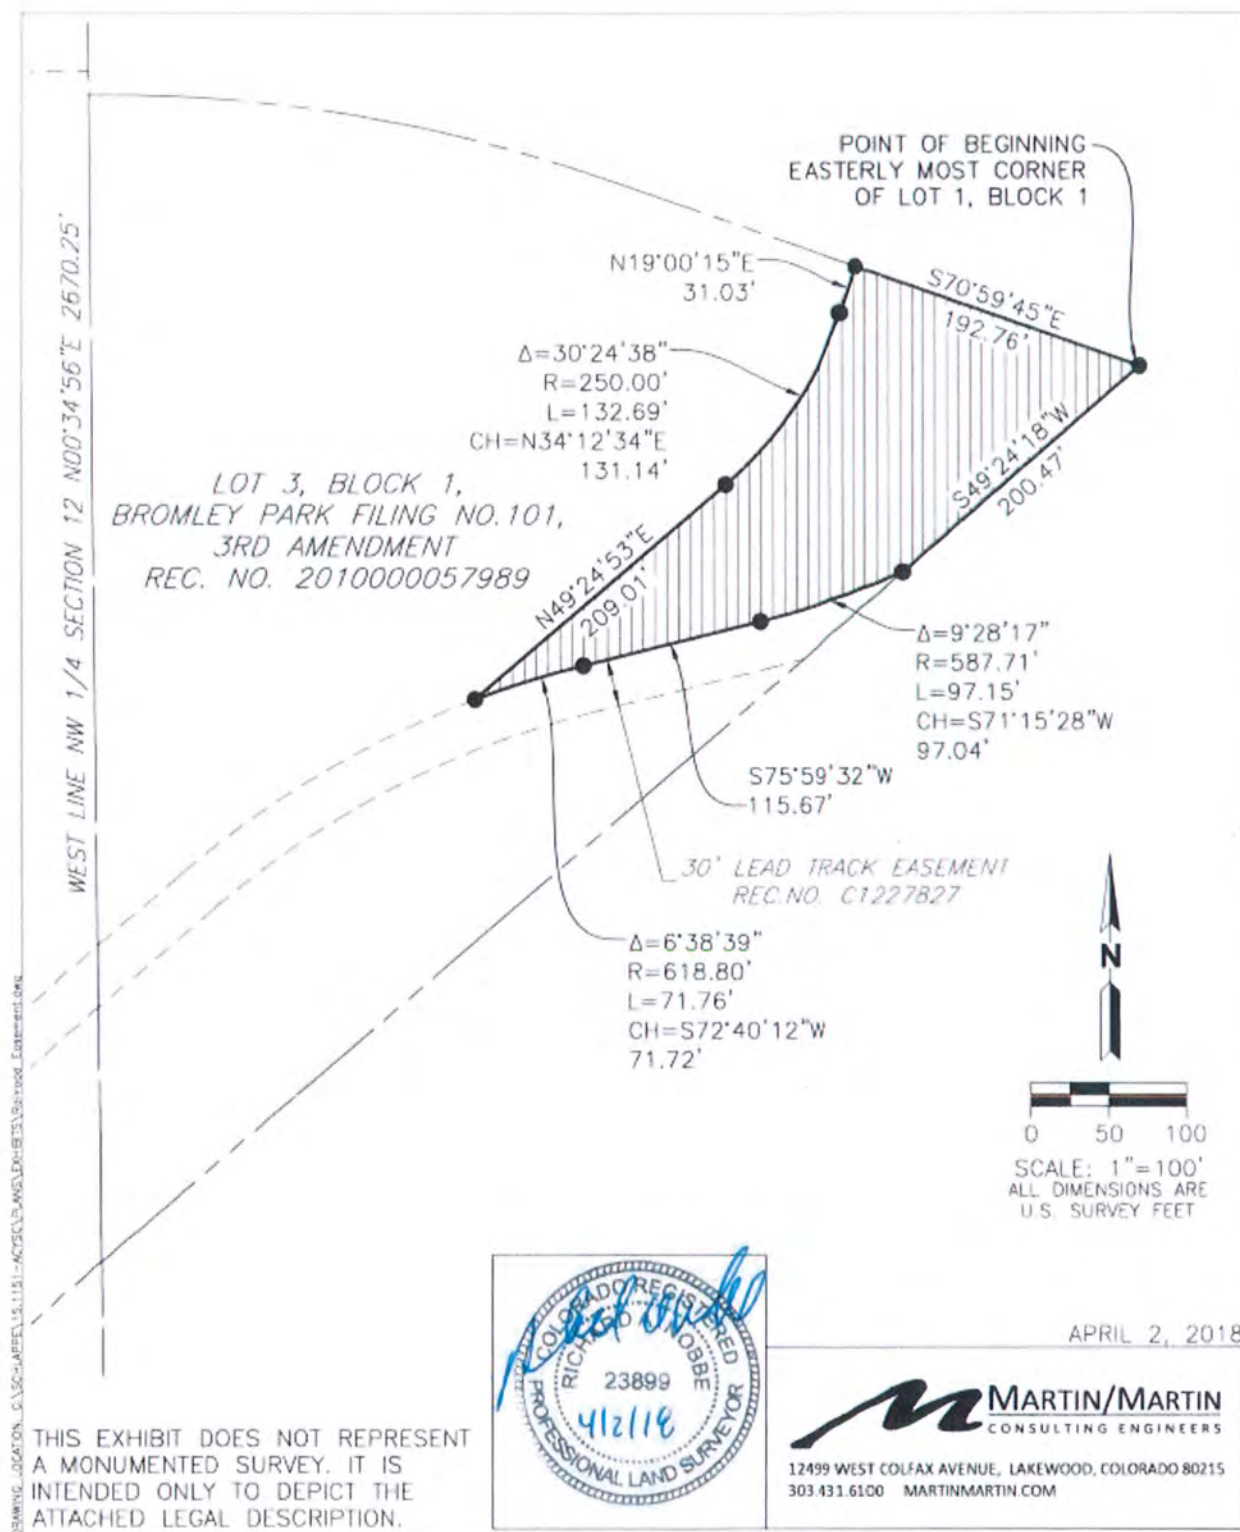 POINT OF BEGINNING
EASTERLY MOST CORNER
OF LOT 1, BLOCK 1
WEST LINE NW 1/4 SECTION 12 N00°34'56"E 2670.25'
N19°00'15"E
31.03'
S70°59'45"E
192.76'
Δ=30°24'38"
R=250.00'
L=132.69'
CH=N34°12'34"E
131.14'
S49°24'18"W
200.47'
LOT 3, BLOCK 1,
BROMLEY PARK FILING NO.101,
3RD AMENDMENT
REC. NO. 2010000057989
N49°24'53"E
209.01'
Δ=9°28'17"
R=587.71'
L=97.15'
CH=S71°15'28"W
97.04'
S75°59'32"W
115.67'
30' LEAD TRACK EASEMENT
REC.NO. C1227827
Δ=6°38'39"
R=618.80'
L=71.76'
CH=S72°40'12"W
71.72'
N
0 50 100
SCALE: 1"=100'
ALL DIMENSIONS ARE
U.S. SURVEY FEET
COLORADO REGISTERED
RICHARD NOBBE
23899
4/2/18
PROFESSIONAL LAND SURVEYOR
APRIL 2, 2018
MARTIN/MARTIN
CONSULTING ENGINEERS
12499 WEST COLFAX AVENUE, LAKEWOOD, COLORADO 80215
303.431.6100 MARTINMARTIN.COM
THIS EXHIBIT DOES NOT REPRESENT
A MONUMENTED SURVEY. IT IS
INTENDED ONLY TO DEPICT THE
ATTACHED LEGAL DESCRIPTION.